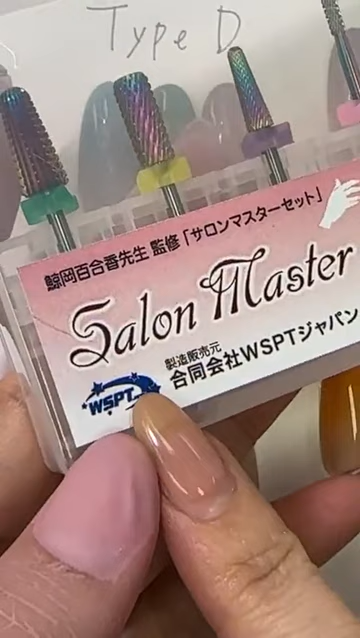 Type D
鯨岡百合香先生 監修「サロンマスターセット」
Salon Master
製造販売元
合同会社WSPTジャパン
WSPT